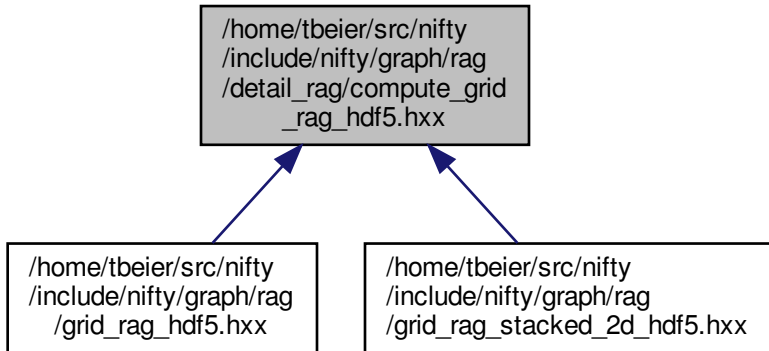 /home/tbeier/src/nifty
/include/nifty/graph/rag
/detail_rag/compute_grid
_rag_hdf5.hxx
/home/tbeier/src/nifty
/include/nifty/graph/rag
/grid_rag_hdf5.hxx
/home/tbeier/src/nifty
/include/nifty/graph/rag
/grid_rag_stacked_2d_hdf5.hxx